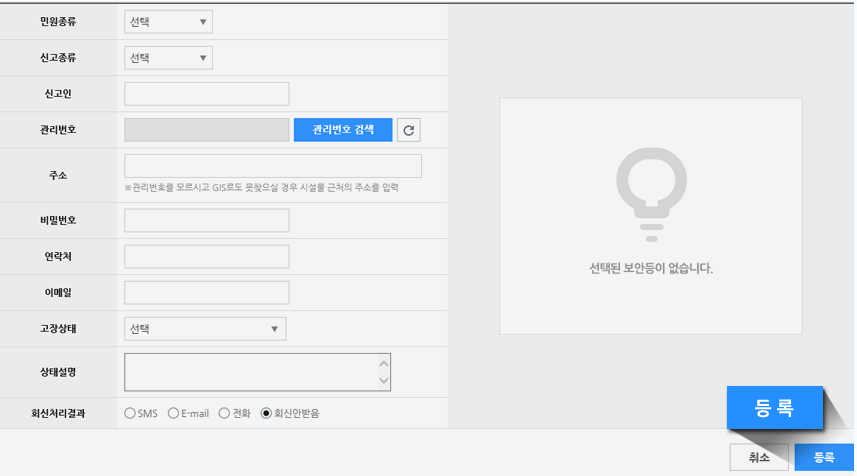 민원종류 선택
신고종류 선택
신고인
관리번호 관리번호 검색
주소
※관리번호를 모르시고 GIS로도 못찾으실 경우 시설물 근처의 주소를 입력
비밀번호
연락처
이메일
고장상태 선택
상태설명
회신처리결과 SMS E-mail 전화 회신안받음
선택된 보안등이 없습니다.
등 록
취소 등록